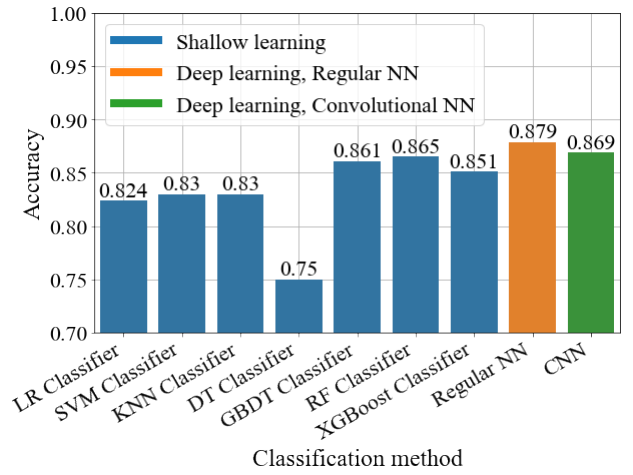 1.00
0.95
0.90
0.85
0.80
0.75
0.70
Accuracy
Shallow learning
Deep learning, Regular NN
Deep learning, Convolutional NN
0.824
0.83
0.83
0.75
0.861
0.865
0.851
0.879
0.869
LR Classifier
SVM Classifier
KNN Classifier
DT Classifier
GBDT Classifier
RF Classifier
XGBoost Classifier
Regular NN
CNN
Classification method